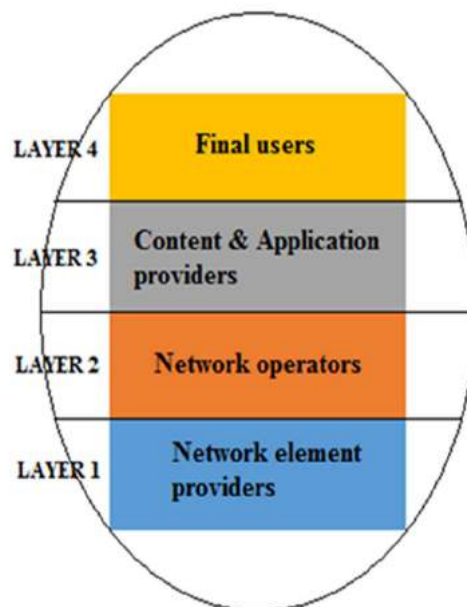 LAYER 4
Final users
LAYER 3
Content & Application
providers
LAYER 2
Network operators
LAYER 1
Network element
providers